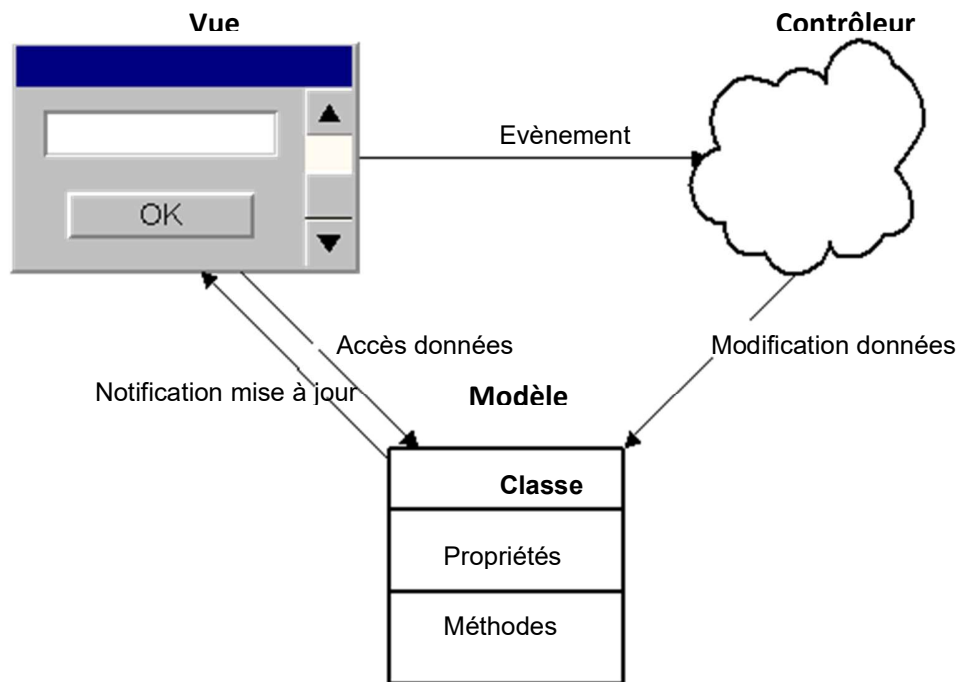 Vue
Contrôleur
Evènement
OK
Accès données
Modification données
Notification mise à jour
Modèle
Classe
Propriétés
Méthodes